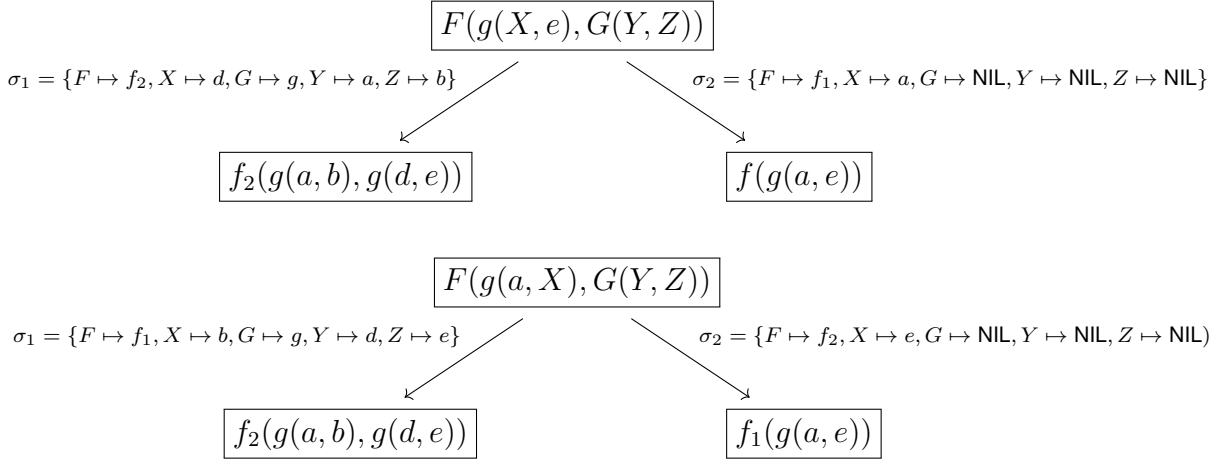 F(g(X, e), G(Y, Z))
σ₁ = {F ↦ f₂, X ↦ d, G ↦ g, Y ↦ a, Z ↦ b}
σ₂ = {F ↦ f₁, X ↦ a, G ↦ NIL, Y ↦ NIL, Z ↦ NIL}
f₂(g(a, b), g(d, e))
f(g(a, e))
F(g(a, X), G(Y, Z))
σ₁ = {F ↦ f₁, X ↦ b, G ↦ g, Y ↦ d, Z ↦ e}
σ₂ = {F ↦ f₂, X ↦ e, G ↦ NIL, Y ↦ NIL, Z ↦ NIL)
f₂(g(a, b), g(d, e))
f₁(g(a, e))